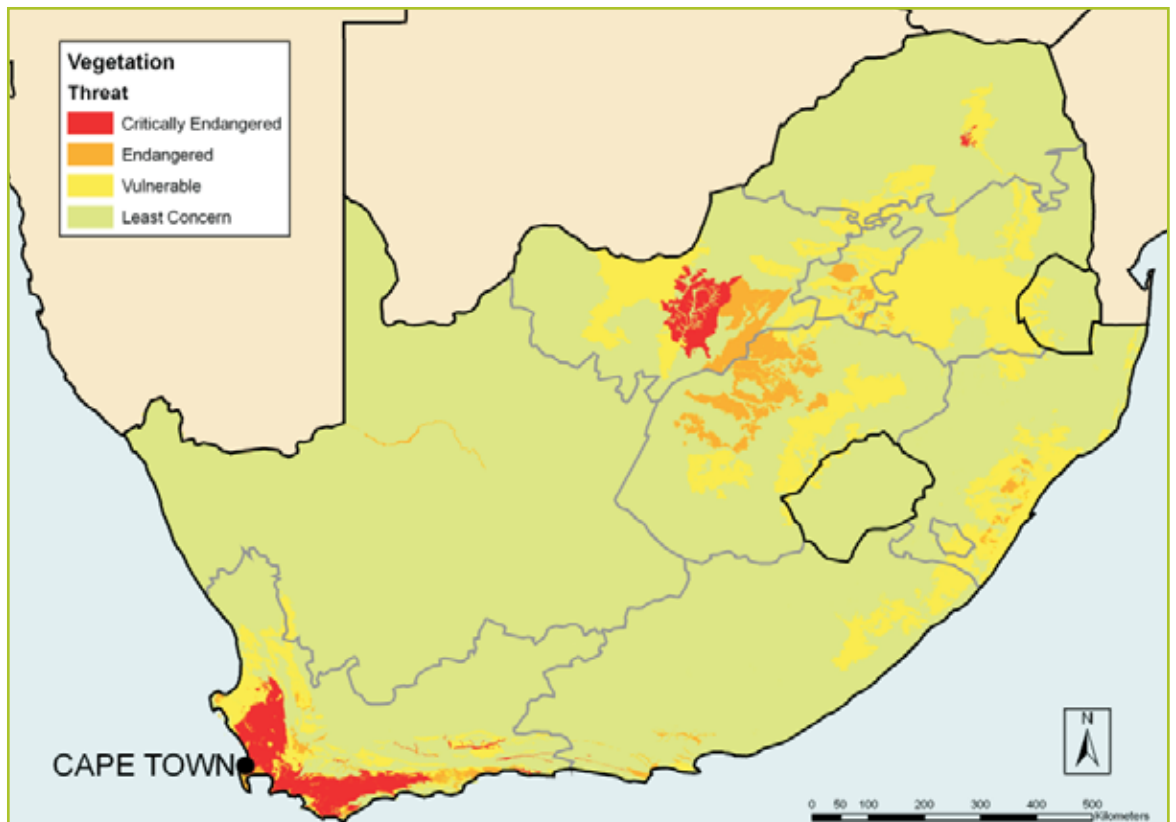 Vegetation
Threat
Critically Endangered
Endangered
Vulnerable
Least Concern
CAPE TOWN
N
0 50 100 200 300 400 500
Kilometers